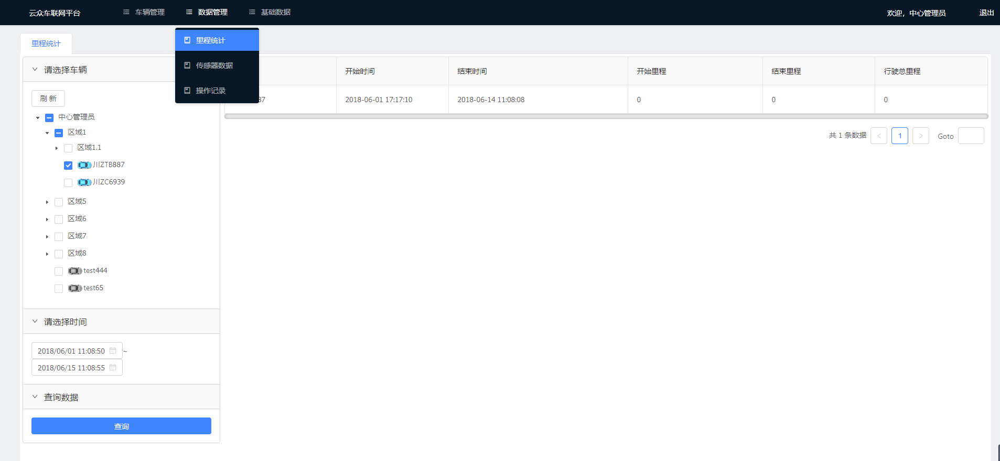 云众车联网平台
车辆管理
数据管理
基础数据
欢迎，中心管理员
退出
里程统计
里程统计
传感器数据
操作记录
请选择车辆
刷 新
中心管理员
区域1
区域1.1
川ZTB887
川ZC6939
区域5
区域6
区域7
区域8
test444
test65
请选择时间
2018/06/01 11:08:50 ~
2018/06/15 11:08:55
查询数据
查询
开始时间 结束时间 开始里程 结束里程 行驶总里程
87 2018-06-01 17:17:10 2018-06-14 11:08:08 0 0 0
共 1 条数据 < 1 > Goto